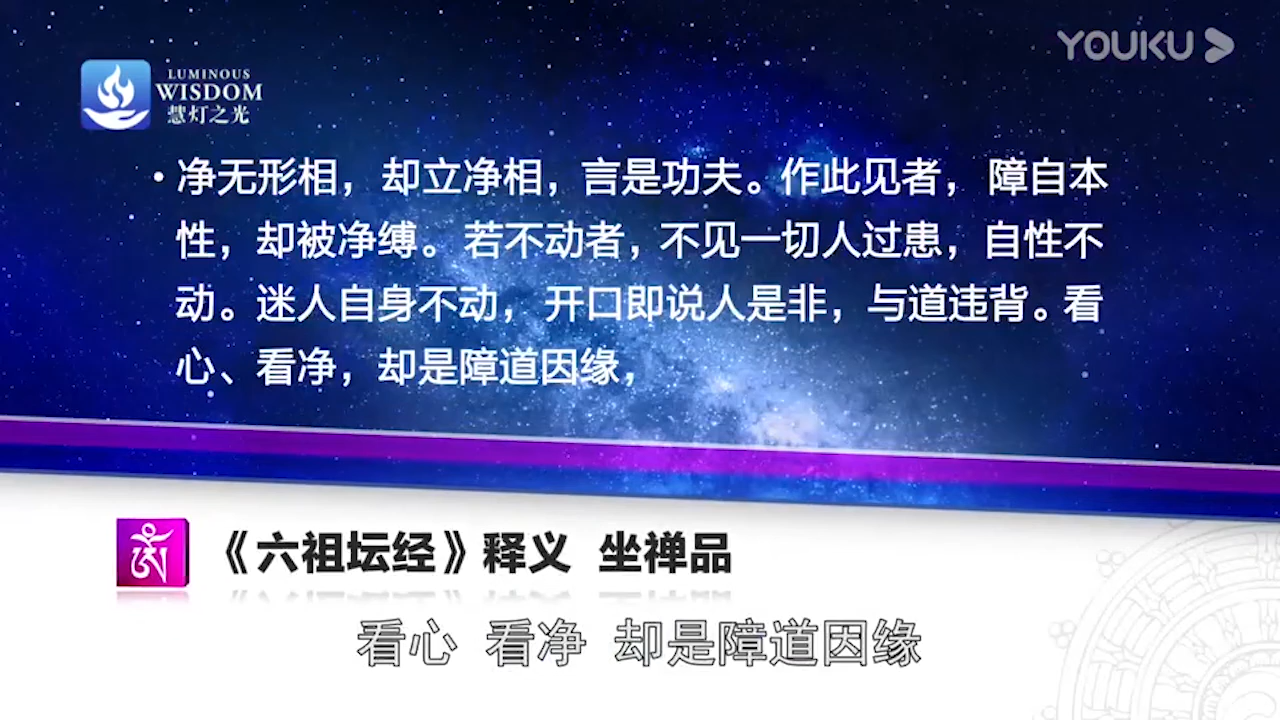 YOUKU
LUMINOUS
WISDOM
慧灯之光
•净无形相，却立净相，言是功夫。作此见者，障自本
性，却被净缚。若不动者，不见一切人过患，自性不
动。迷人自身不动，开口即说人是非，与道违背。看
心、看净，却是障道因缘，
《六祖坛经》释义 坐禅品
看心 看净 却是障道因缘